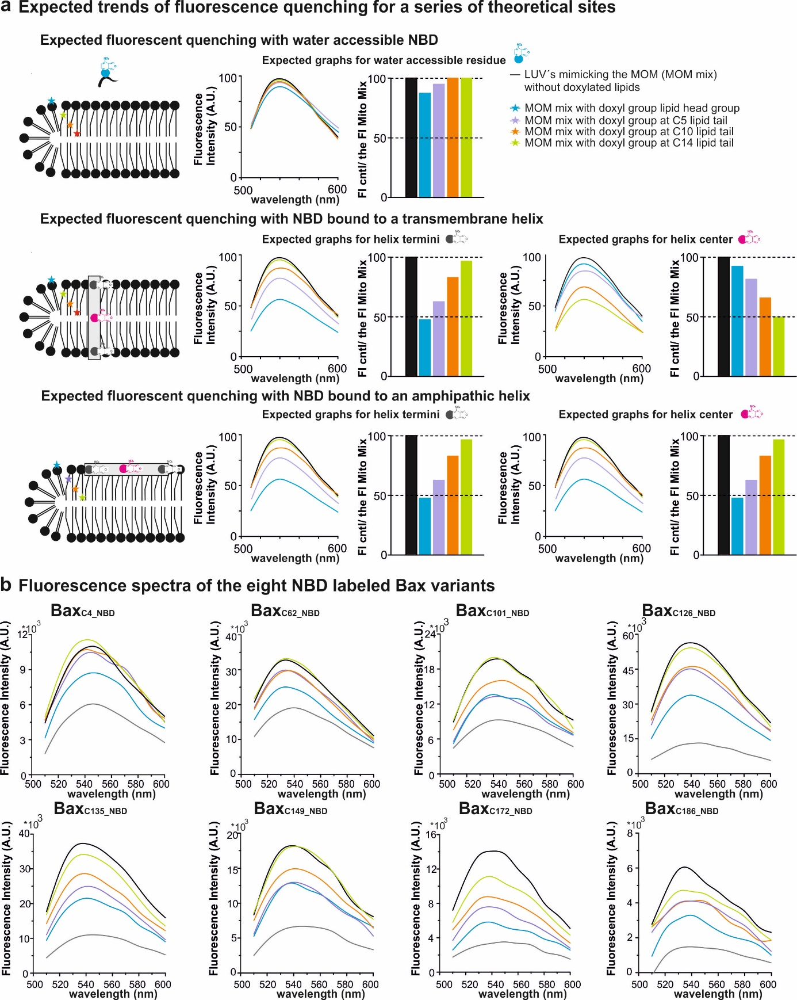 a Expected trends of fluorescence quenching for a series of theoretical sites
Expected fluorescent quenching with water accessible NBD
Expected graphs for water accessible residue
LUV´s mimicking the MOM (MOM mix)
without doxylated lipids
MOM mix with doxyl group lipid head group
MOM mix with doxyl group at C5 lipid tail
MOM mix with doxyl group at C10 lipid tail
MOM mix with doxyl group at C14 lipid tail
Fluorescence
Intensity (A.U.)
100
50
0
500
600
wavelength (nm)
FI cntl/ the FI Mito Mix
100
50
0
Expected fluorescent quenching with NBD bound to a transmembrane helix
Expected graphs for helix termini
Fluorescence
Intensity (A.U.)
100
50
0
500
600
wavelength (nm)
FI cntl/ the FI Mito Mix
100
50
0
Expected graphs for helix center
Fluorescence
Intensity (A.U.)
100
50
0
500
600
wavelength (nm)
FI cntl/ the FI Mito Mix
100
50
0
Expected fluorescent quenching with NBD bound to an amphipathic helix
Expected graphs for helix termini
Fluorescence
Intensity (A.U.)
100
50
0
500
600
wavelength (nm)
FI cntl/ the FI Mito Mix
100
50
0
Expected graphs for helix center
Fluorescence
Intensity (A.U.)
100
50
0
500
600
wavelength (nm)
FI cntl/ the FI Mito Mix
100
50
0
b Fluorescence spectra of the eight NBD labeled Bax variants
BaxC4_NBD
*10³
Fluorescence Intensity (A.U.)
12
9
6
3
0
500 520 540 560 580 600
wavelength (nm)
BaxC62_NBD
*10³
Fluorescence Intensity (A.U.)
40
30
20
10
0
500 520 540 560 580 600
wavelength (nm)
BaxC101_NBD
*10³
Fluorescence Intensity (A.U.)
24
18
12
6
0
500 520 540 560 580 600
wavelength (nm)
BaxC126_NBD
*10³
Fluorescence Intensity (A.U.)
60
45
30
15
0
500 520 540 560 580 600
wavelength (nm)
BaxC135_NBD
*10³
Fluorescence Intensity (A.U.)
40
30
20
10
0
500 520 540 560 580 600
wavelength (nm)
BaxC149_NBD
*10³
Fluorescence Intensity (A.U.)
20
15
10
5
0
500 520 540 560 580 600
wavelength (nm)
BaxC172_NBD
*10³
Fluorescence Intensity (A.U.)
16
12
8
4
0
500 520 540 560 580 600
wavelength (nm)
BaxC186_NBD
*10³
Fluorescence Intensity (A.U.)
8
6
4
2
0
500 520 540 560 580 600
wavelength (nm)